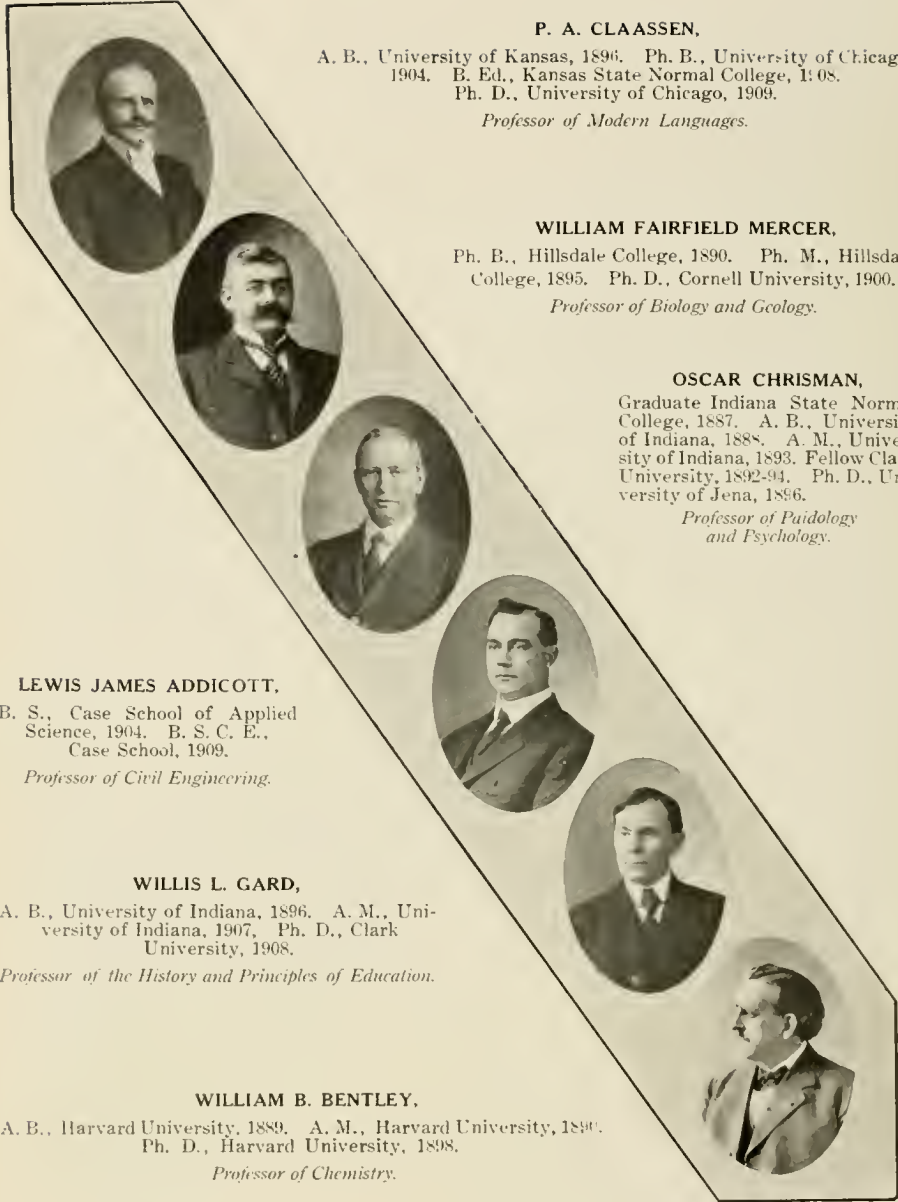 P. A. CLAASSEN,
A. B., University of Kansas, 1896. Ph. B., University of Chicag
1904. B. Ed., Kansas State Normal College, 1908.
Ph. D., University of Chicago, 1909.
Professor of Modern Languages.
WILLIAM FAIRFIELD MERCER,
Ph. B., Hillsdale College, 1890. Ph. M., Hillsda
College, 1895. Ph. D., Cornell University, 1900.
Professor of Biology and Geology.
OSCAR CHRISMAN,
Graduate Indiana State Norm
College, 1887. A. B., Universi
of Indiana, 1888. A. M., Unive
sity of Indiana, 1893. Fellow Cla
University, 1892-94. Ph. D., Un
versity of Jena, 1896.
Professor of Paidology
and Psychology.
LEWIS JAMES ADDICOTT,
B. S., Case School of Applied
Science, 1904. B. S. C. E.,
Case School, 1909.
Professor of Civil Engineering.
WILLIS L. GARD,
A. B., University of Indiana, 1896. A. M., Uni-
versity of Indiana, 1907, Ph. D., Clark
University, 1908.
Professor of the History and Principles of Education.
WILLIAM B. BENTLEY,
A. B., Harvard University, 1889. A. M., Harvard University,
Ph. D., Harvard University, 1898.
Professor of Chemistry.